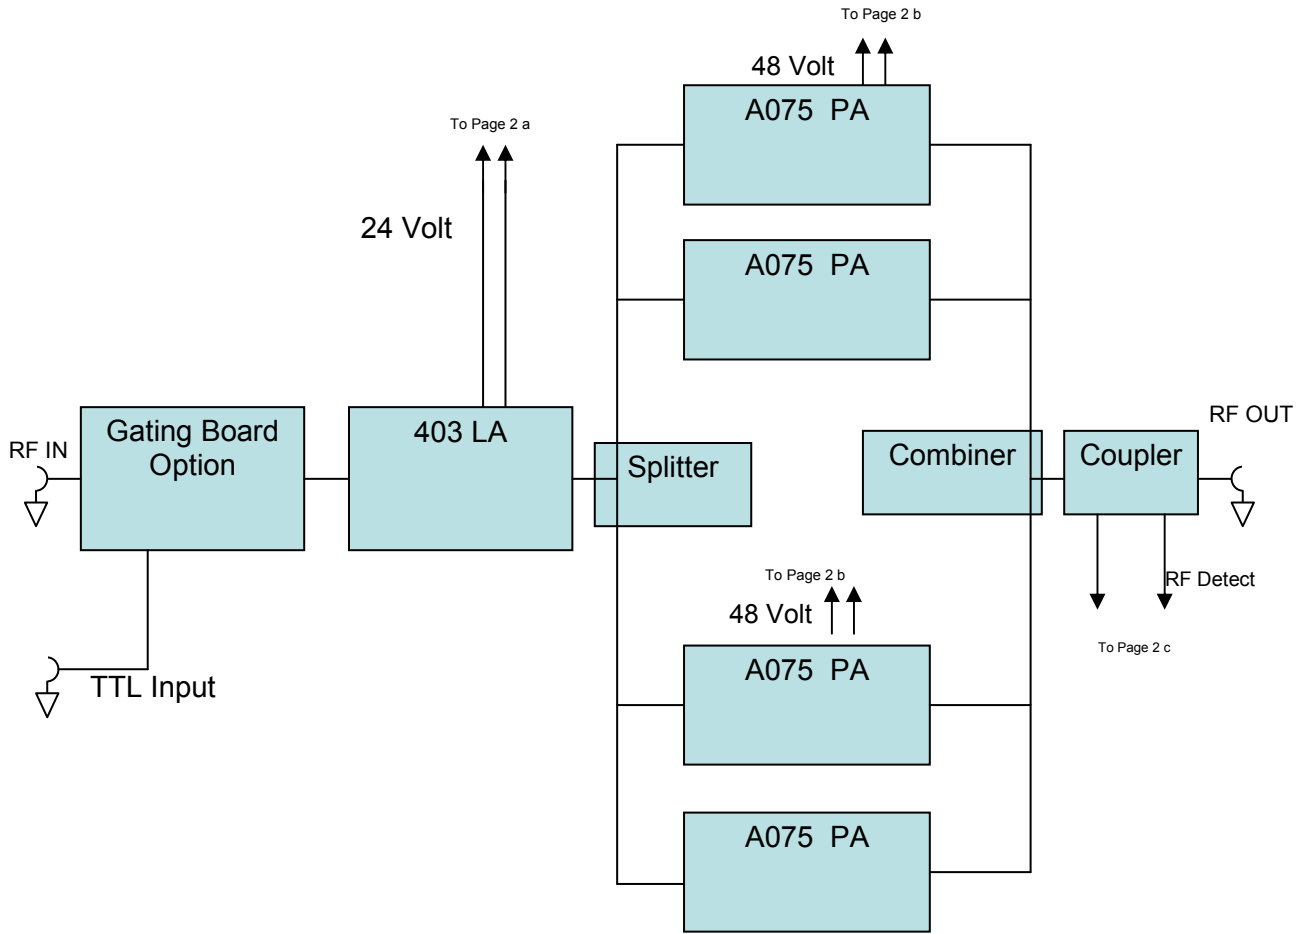 To Page 2 b
48 Volt
A075 PA
To Page 2 a
24 Volt
A075 PA
RF IN
Gating Board
Option
403 LA
Splitter
Combiner
Coupler
RF OUT
To Page 2 b
48 Volt
RF Detect
To Page 2 c
A075 PA
TTL Input
A075 PA